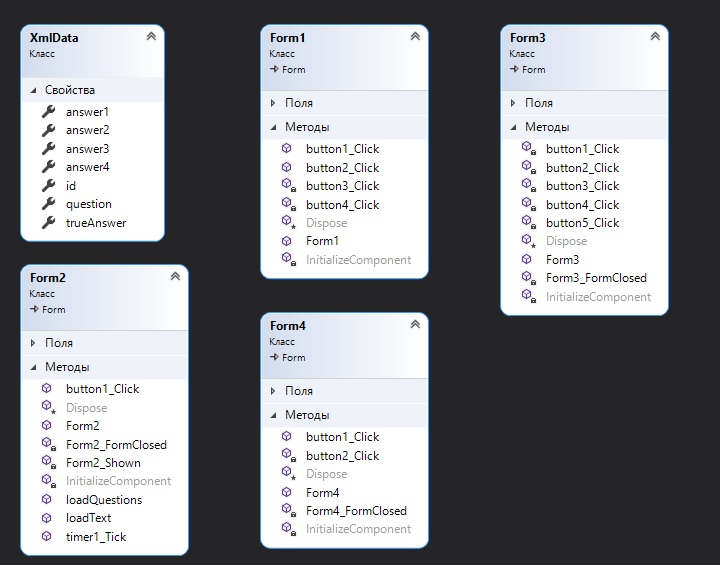 XmlData
Класс
Свойства
answer1
answer2
answer3
answer4
id
question
trueAnswer
Form1
Класс
Form
Поля
Методы
button1_Click
button2_Click
button3_Click
button4_Click
Dispose
Form1
InitializeComponent
Form3
Класс
Form
Поля
Методы
button1_Click
button2_Click
button3_Click
button4_Click
button5_Click
Dispose
Form3
Form3_FormClosed
InitializeComponent
Form2
Класс
Form
Поля
Методы
button1_Click
Dispose
Form2
Form2_FormClosed
Form2_Shown
InitializeComponent
loadQuestions
loadText
timer1_Tick
Form4
Класс
Form
Поля
Методы
button1_Click
button2_Click
Dispose
Form4
Form4_FormClosed
InitializeComponent